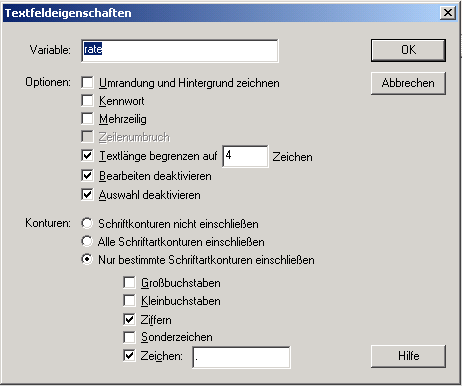 Textfeldeigenschaften
Variable: rate OK
Optionen: Umrandung und Hintergrund zeichnen Abbrechen
Kennwort
Mehrzeilig
Zeilenumbruch
Textlänge begrenzen auf 4 Zeichen
Bearbeiten deaktivieren
Auswahl deaktivieren
Konturen: Schriftkonturen nicht einschließen
Alle Schriftartkonturen einschließen
Nur bestimmte Schriftartkonturen einschließen
Großbuchstaben
Kleinbuchstaben
Ziffern
Sonderzeichen
Zeichen: . Hilfe